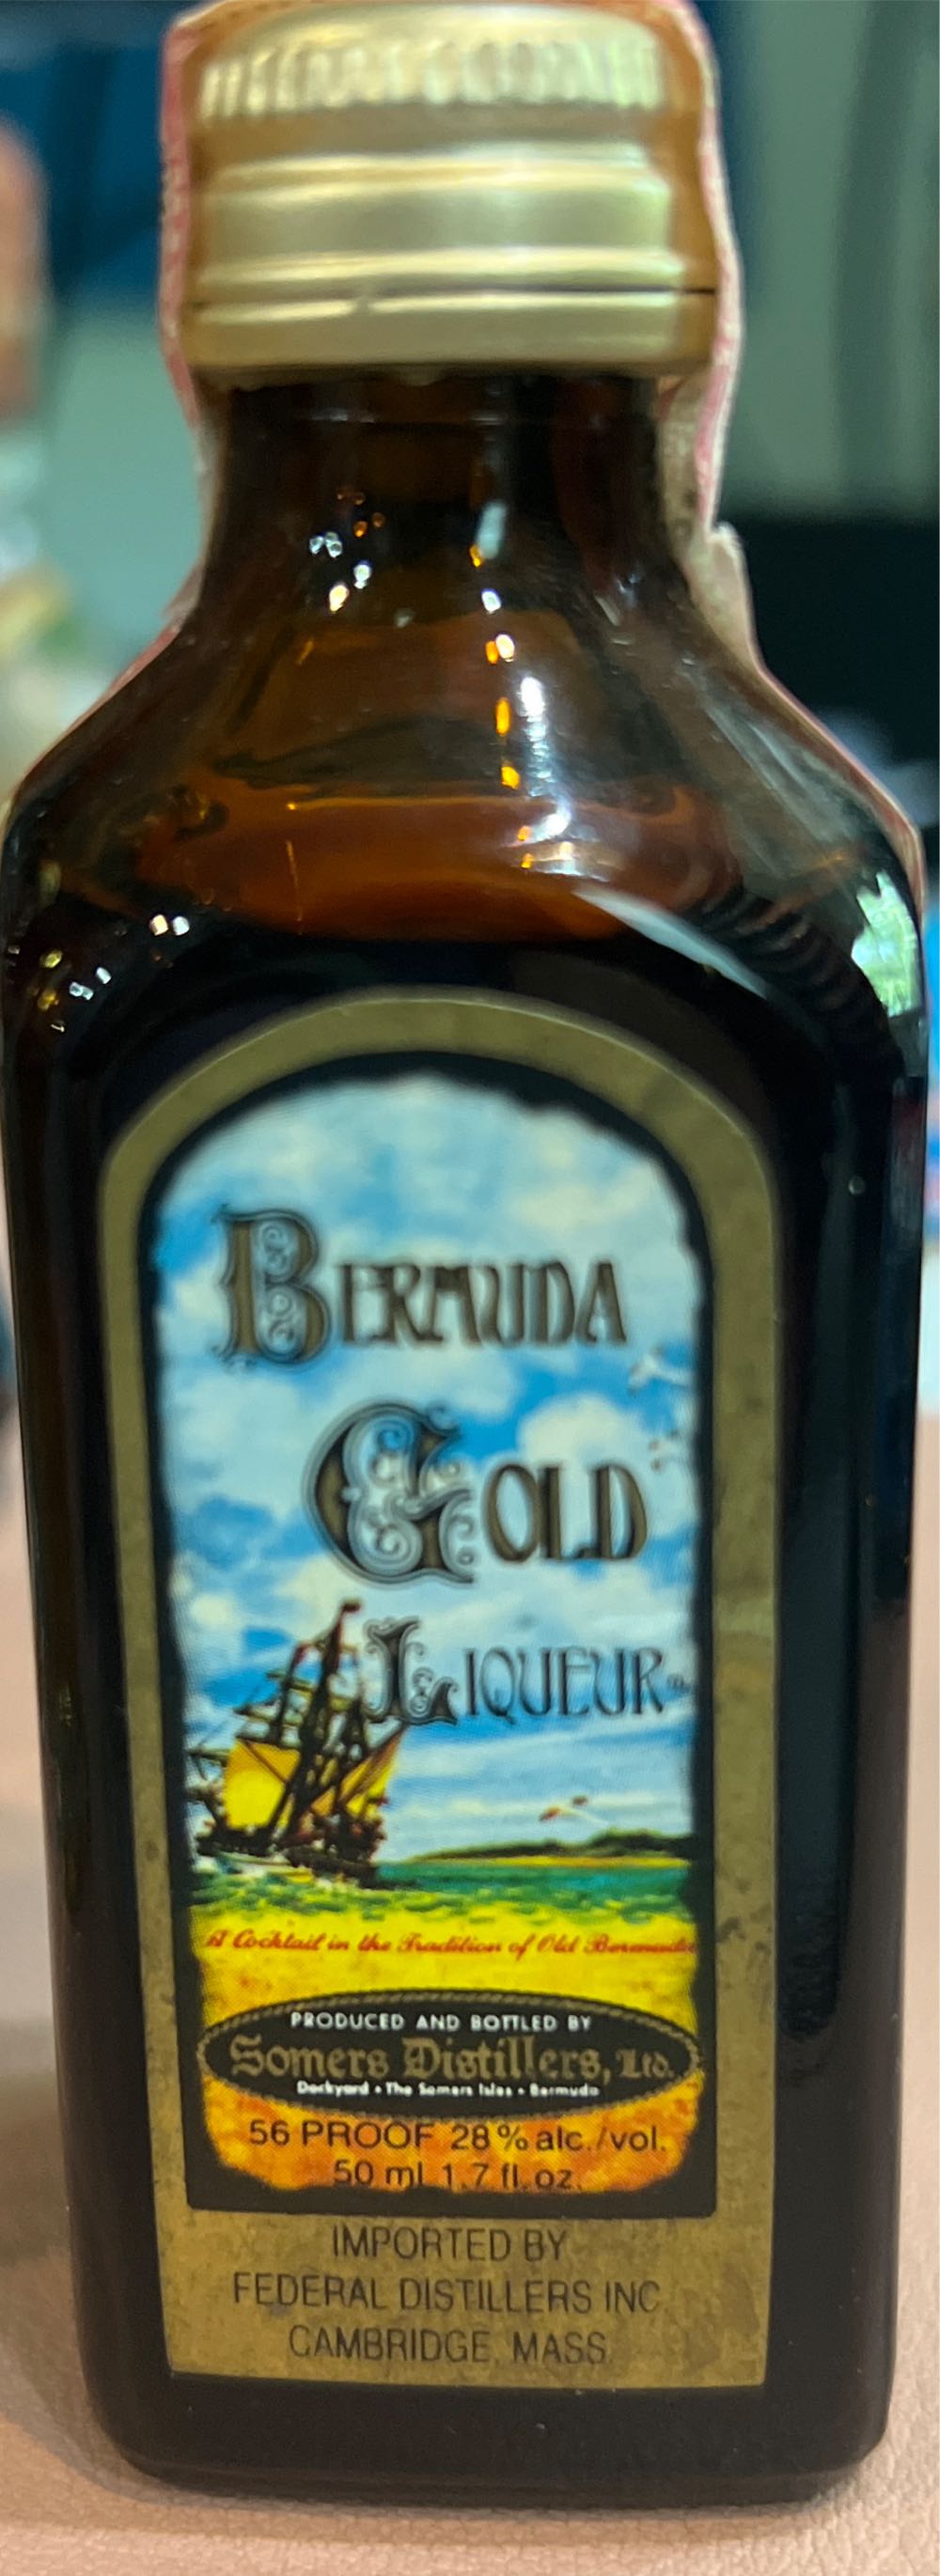 BERMUDA
GOLD
LIQUEUR
A Cocktail in the Tradition of Old Bermuda
PRODUCED AND BOTTLED BY
Somers Distillers, Ltd.
Dockyard • The Somers Isles • Bermuda
56 PROOF 28% alc./vol.
50 ml 1.7 fl. oz.
IMPORTED BY
FEDERAL DISTILLERS INC
CAMBRIDGE, MASS.